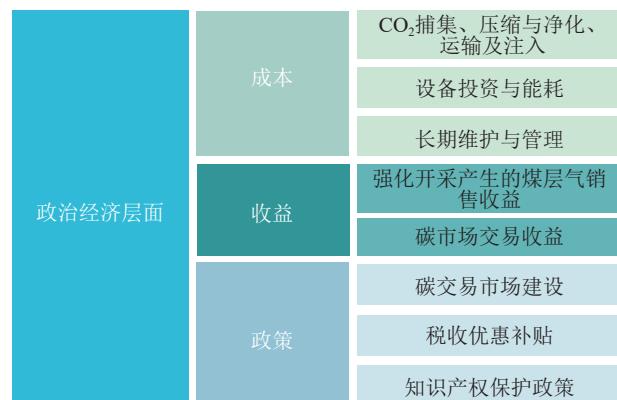 政治经济层面
成本
CO₂捕集、压缩与净化、
运输及注入
设备投资与能耗
长期维护与管理
收益
强化开采产生的煤层气销
售收益
碳市场交易收益
政策
碳交易市场建设
税收优惠补贴
知识产权保护政策